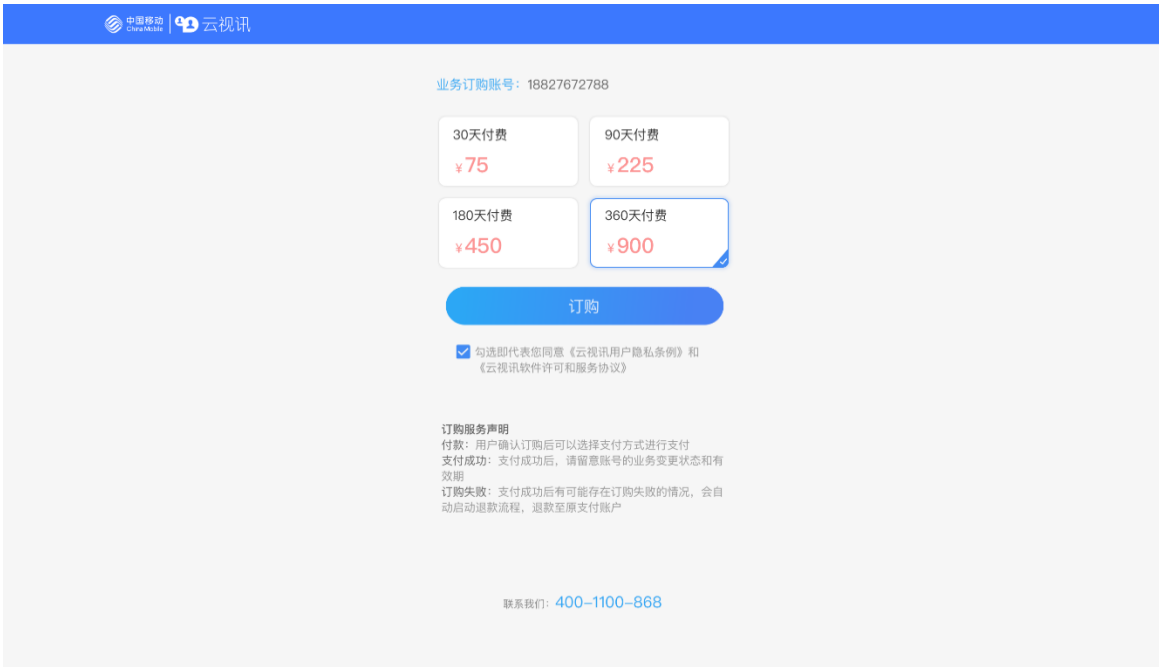 中国移动
China Mobile
云视讯
业务订购账号：18827672788
30天付费
¥75
90天付费
¥225
180天付费
¥450
360天付费
¥900
订购
勾选即代表您同意《云视讯用户隐私条例》和
《云视讯软件许可和服务协议》
订购服务声明
付款：用户确认订购后可以选择支付方式进行支付
支付成功：支付成功后，请留意账号的业务变更状态和有
效期
订购失败：支付成功后有可能存在订购失败的情况，会自
动启动退款流程，退款至原支付账户
联系我们：400-1100-868